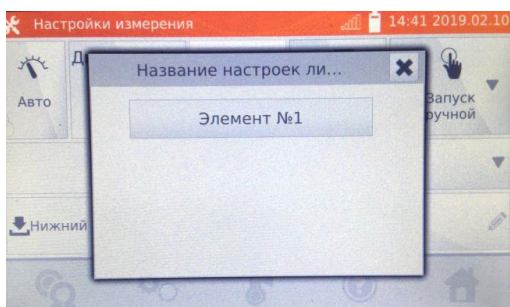 Настройки измерения
14:41 2019.02.10
Д
Название настроек ли...
Авто
Запуск
ручной
Элемент №1
Нижний